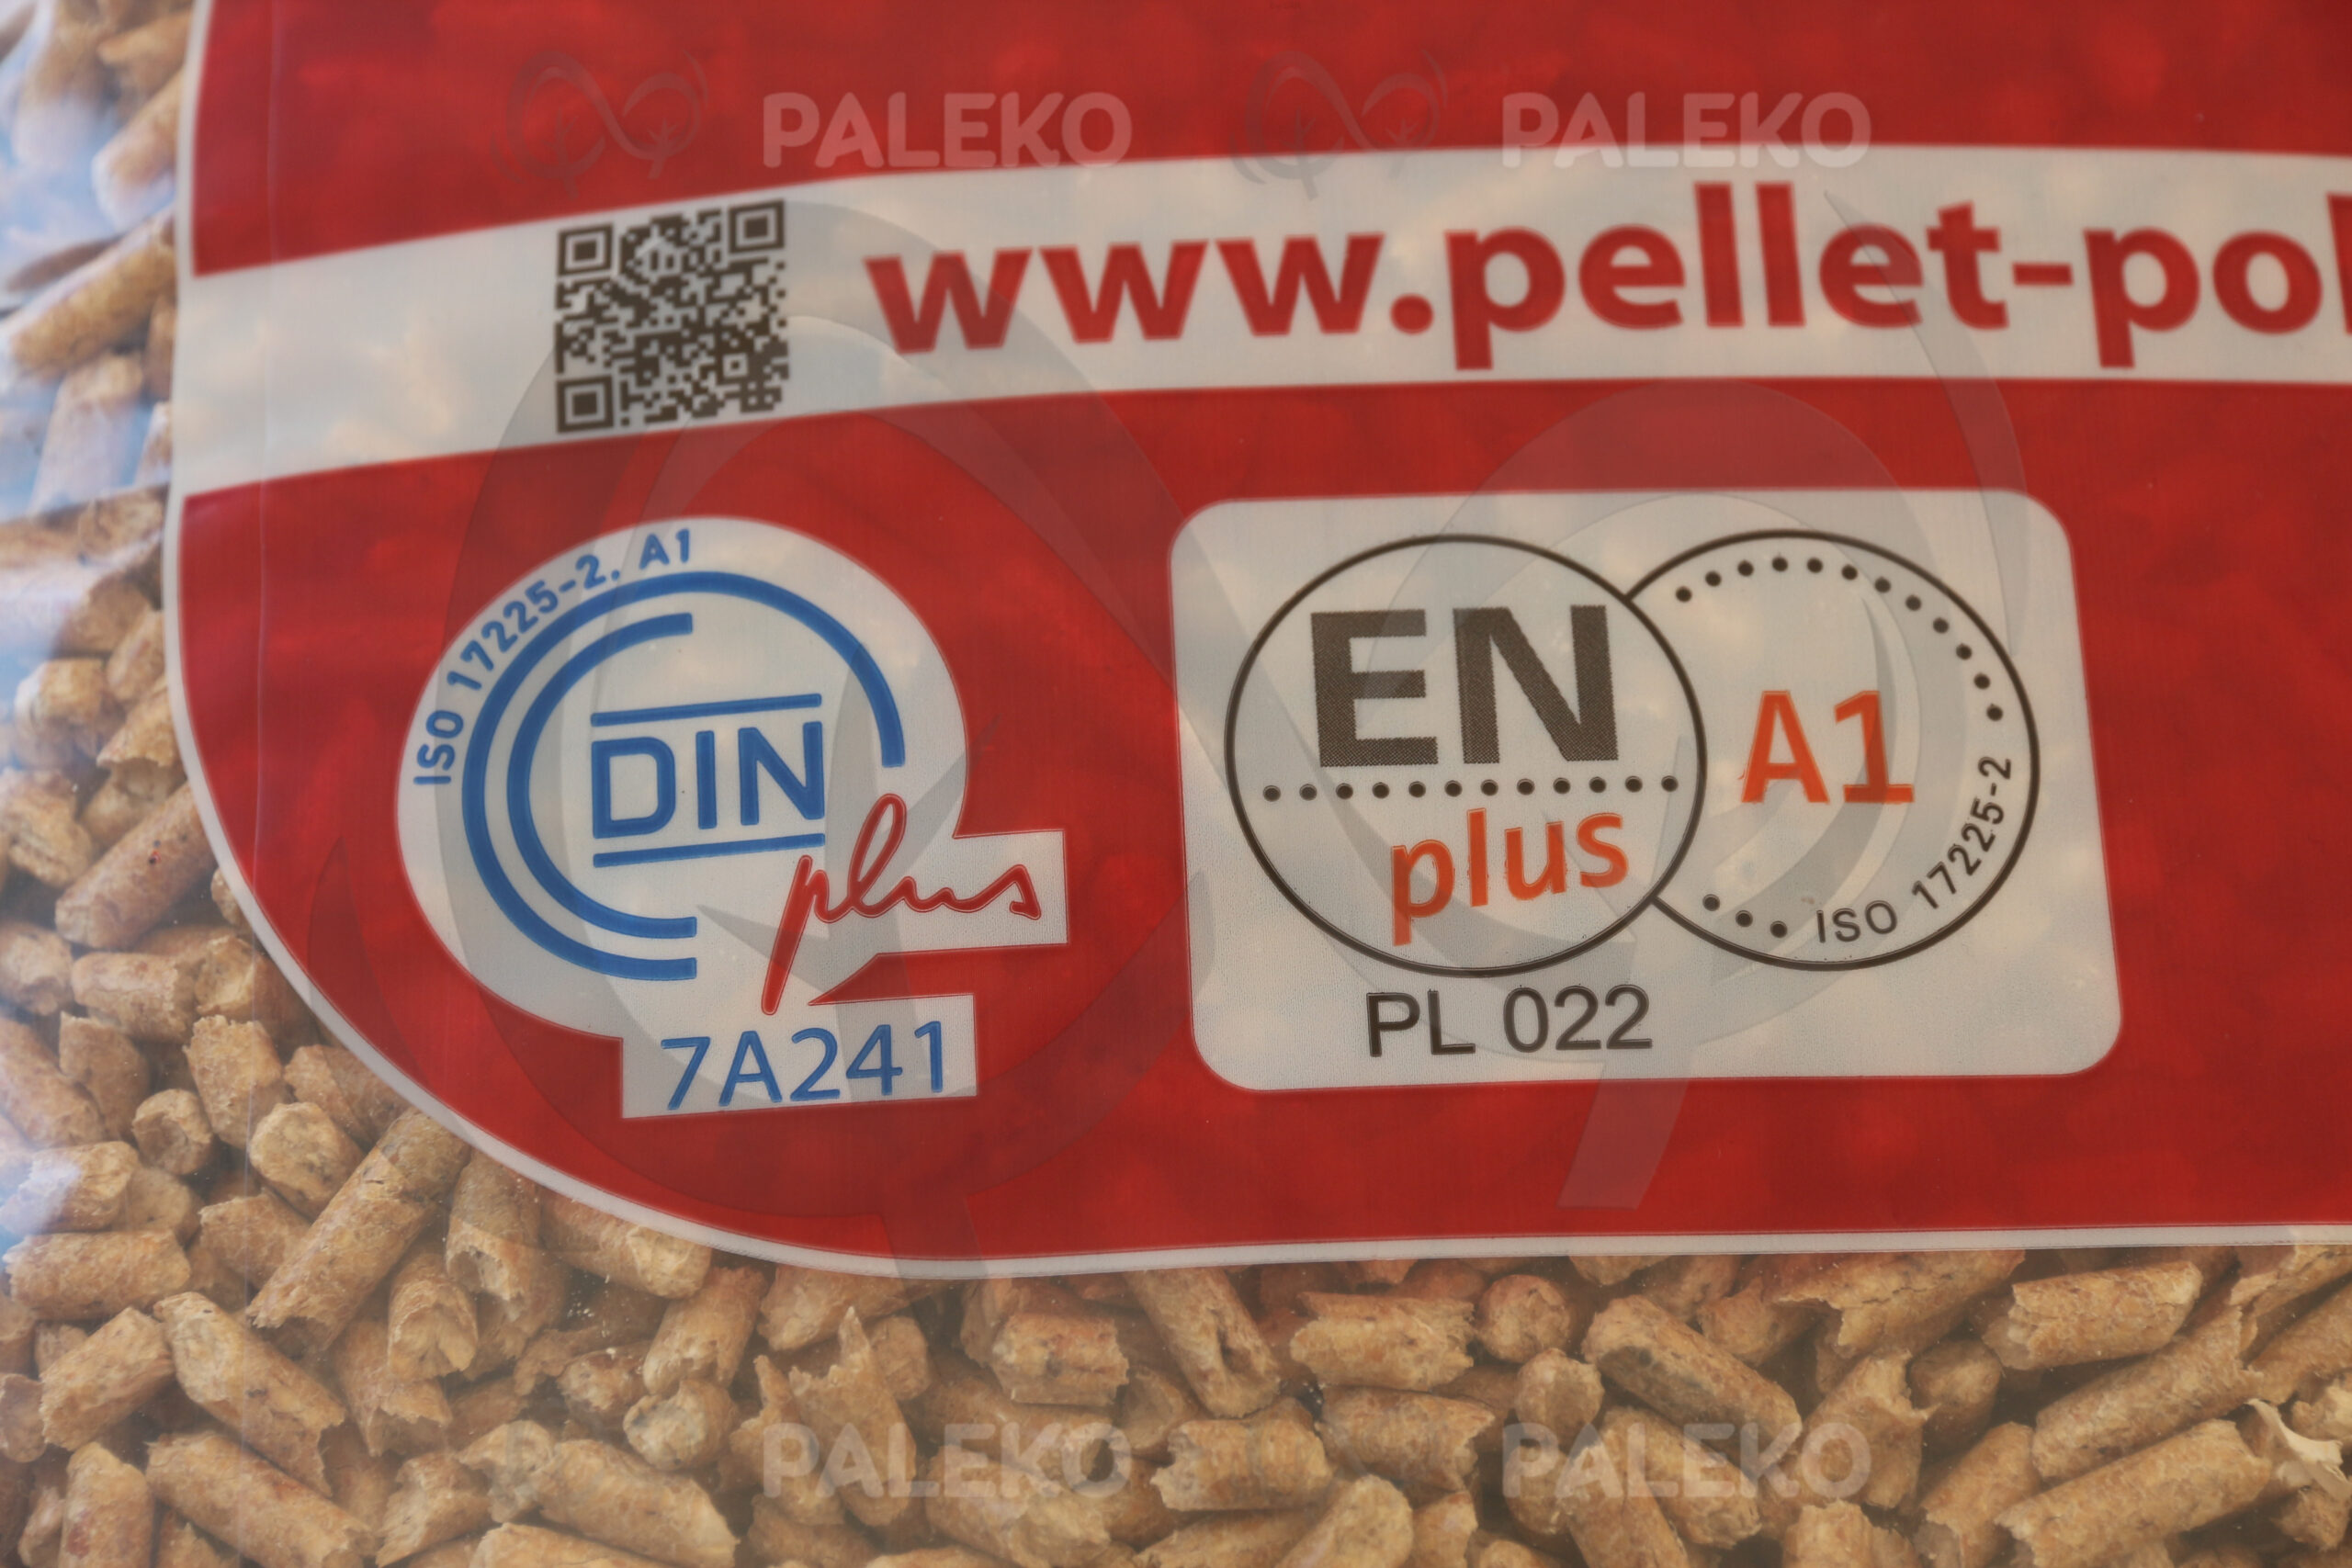 PALEKO PALEKO
www.pellet-pol
ISO 17225-2. A1
DIN
plus
7A241
EN
plus
A1
ISO 17225-2
PL 022
PALEKO PALEKO